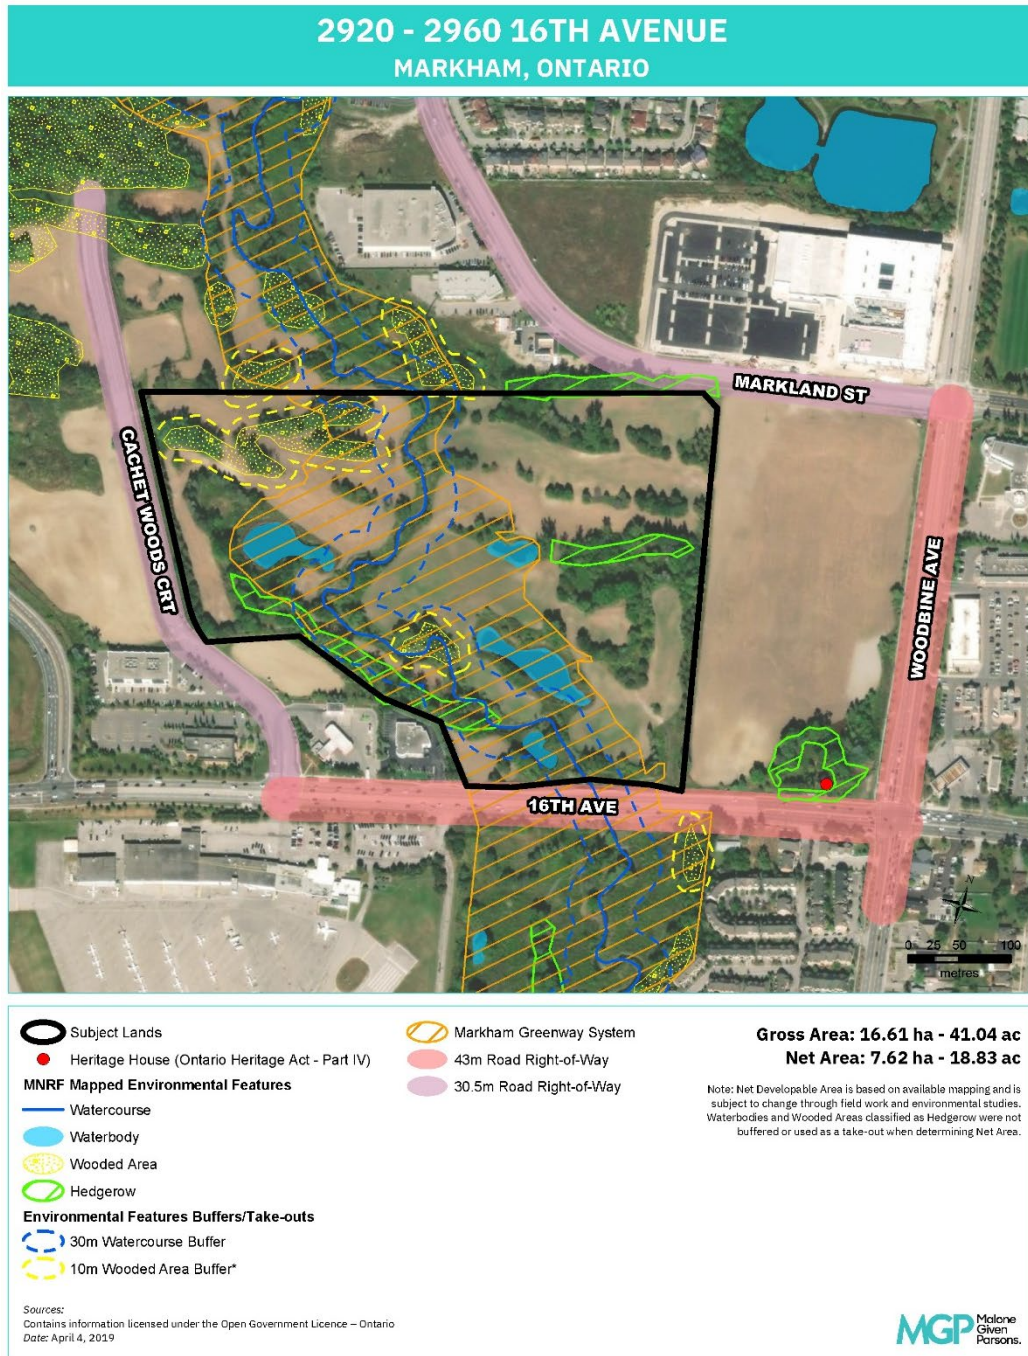 2920 - 2960 16TH AVENUE
MARKHAM, ONTARIO
MARKLAND ST
CACHET WOODS CRT
WOODBINE AVE
16TH AVE
N
0 25 50 100
metres
Subject Lands
Heritage House (Ontario Heritage Act - Part IV)
MNRF Mapped Environmental Features
Watercourse
Waterbody
Wooded Area
Hedgerow
Environmental Features Buffers/Take-outs
30m Watercourse Buffer
10m Wooded Area Buffer*
Markham Greenway System
43m Road Right-of-Way
30.5m Road Right-of-Way
Gross Area: 16.61 ha - 41.04 ac
Net Area: 7.62 ha - 18.83 ac
Note: Net Developable Area is based on available mapping and is
subject to change through field work and environmental studies.
Waterbodies and Wooded Areas classified as Hedgerow were not
buffered or used as a take-out when determining Net Area.
Sources:
Contains information licensed under the Open Government Licence – Ontario
Date: April 4, 2019
MGP Malone
Given
Parsons.